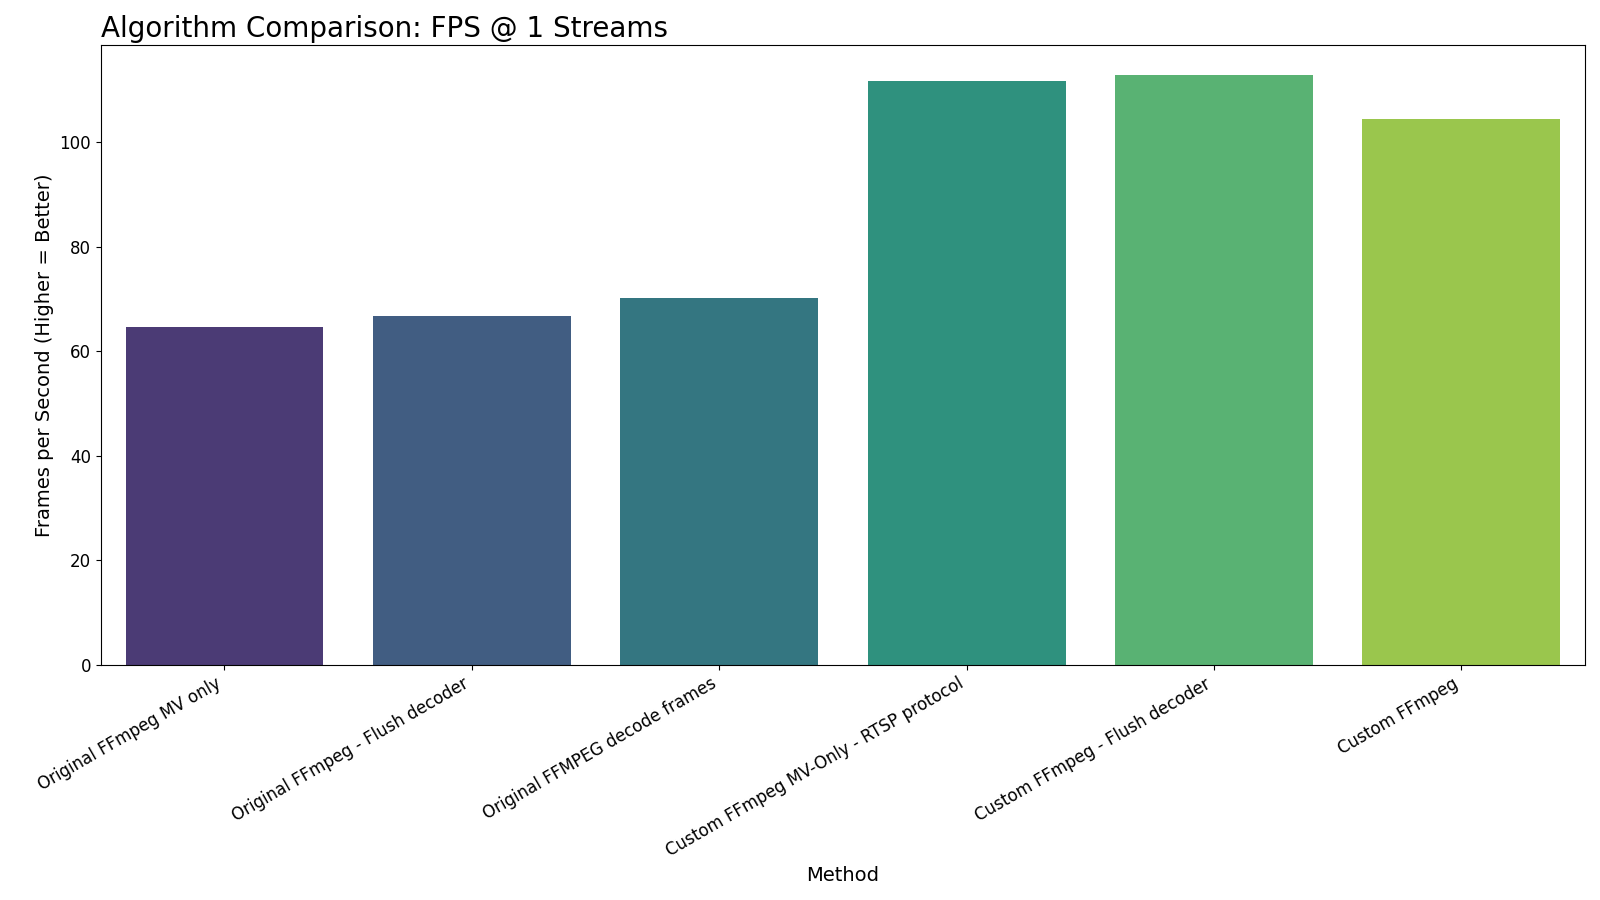 Algorithm Comparison: FPS @ 1 Streams
Frames per Second (Higher = Better)
100
80
60
40
20
0
Original FFmpeg MV only
Original FFmpeg - Flush decoder
Original FFMPEG decode frames
Custom FFmpeg MV-Only - RTSP protocol
Custom FFmpeg - Flush decoder
Custom FFmpeg
Method